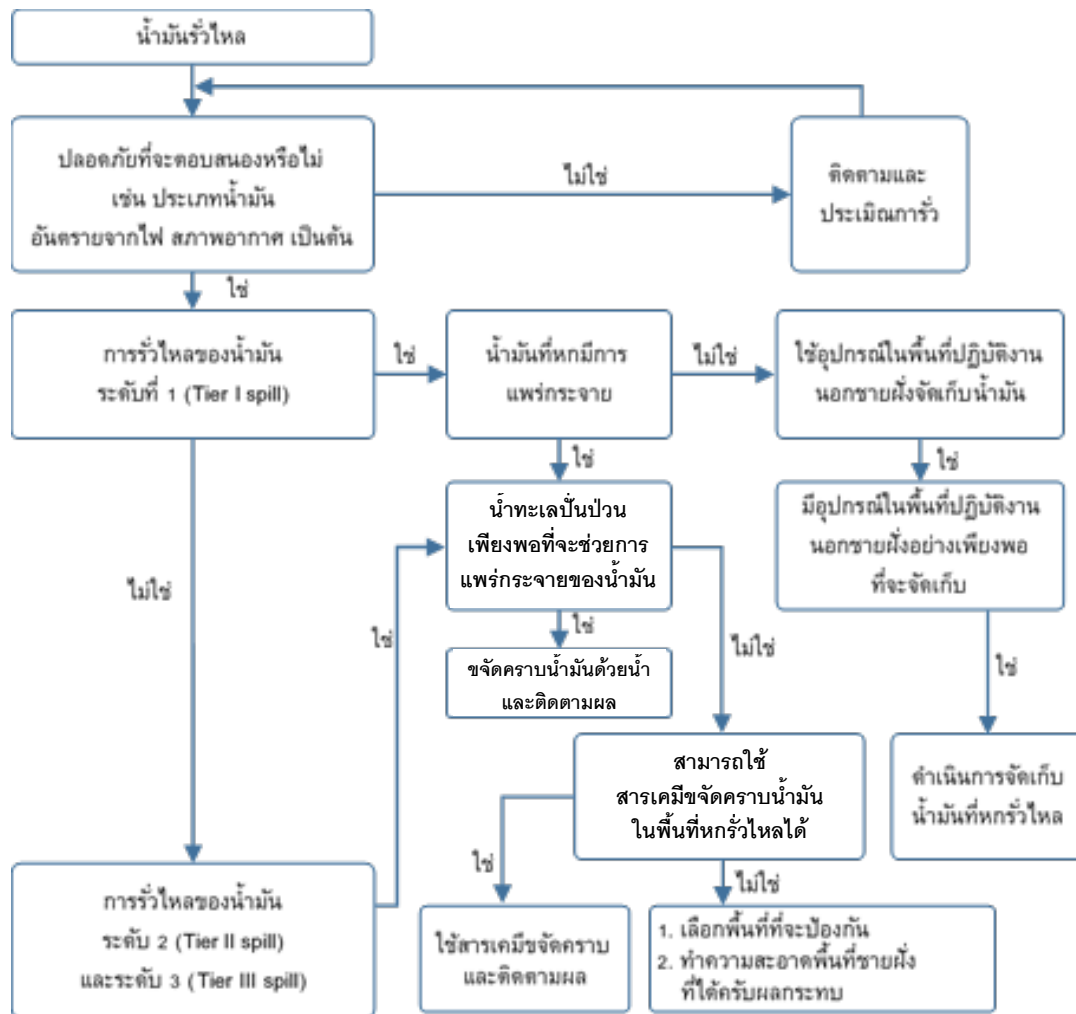 น้ำมันรั่วไหล
ปลอดภัยที่จะตอบสนองหรือไม่
เช่น ประเภทน้ำมัน
อันตรายจากไฟ สภาพอากาศ เป็นต้น
ไม่ใช่
ติดตามและ
ประเมิณการั่ว
ใช่
การรั่วไหลของน้ำมัน
ระดับที่ 1 (Tier I spill)
ใช่
น้ำมันที่หกมีการ
แพร่กระจาย
ไม่ใช่
ใช้อุปกรณ์ในพื้นที่ปฏิบัติงาน
นอกชายฝั่งจัดเก็บน้ำมัน
ใช่
ใช่
น้ำทะเลปั่นป่วน
เพียงพอที่จะช่วยการ
แพร่กระจายของน้ำมัน
มีอุปกรณ์ในพื้นที่ปฏิบัติงาน
นอกชายฝั่งอย่างเพียงพอ
ที่จะจัดเก็บ
ไม่ใช่
ใช่
ใช่
ไม่ใช่
ใช่
ขจัดคราบน้ำมันด้วยน้ำ
และติดตามผล
สามารถใช้
สารเคมีขจัดคราบน้ำมัน
ในพื้นที่หกรั่วไหลได้
ดำเนินการจัดเก็บ
น้ำมันที่หกรั่วไหล
ใช่
ไม่ใช่
การรั่วไหลของน้ำมัน
ระดับ 2 (Tier II spill)
และระดับ 3 (Tier III spill)
ใช้สารเคมีขจัดคราบ
และติดตามผล
1. เลือกพื้นที่ที่จะป้องกัน
2. ทำความสะอาดพื้นที่ชายฝั่ง
ที่ได้ครับผลกระทบ